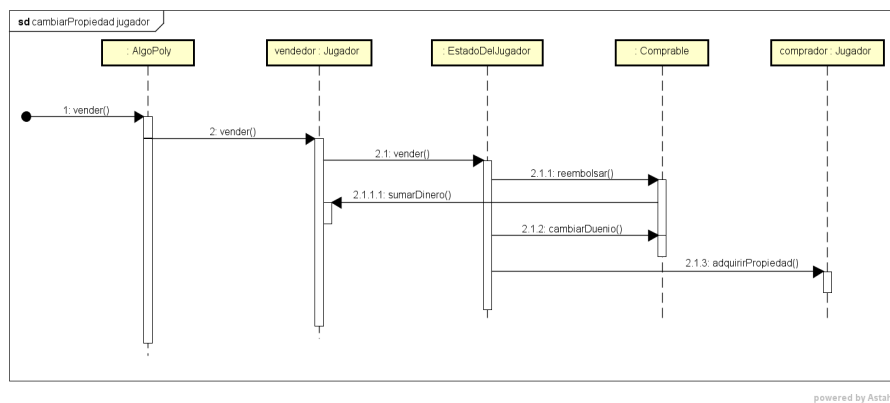 sd cambiarPropiedad jugador
: AlgoPoly
vendedor : Jugador
: EstadoDelJugador
: Comprable
comprador : Jugador
1: vender()
2: vender()
2.1: vender()
2.1.1: reembolsar()
2.1.1.1: sumarDinero()
2.1.2: cambiarDuenio()
2.1.3: adquirirPropiedad()
powered by Astah